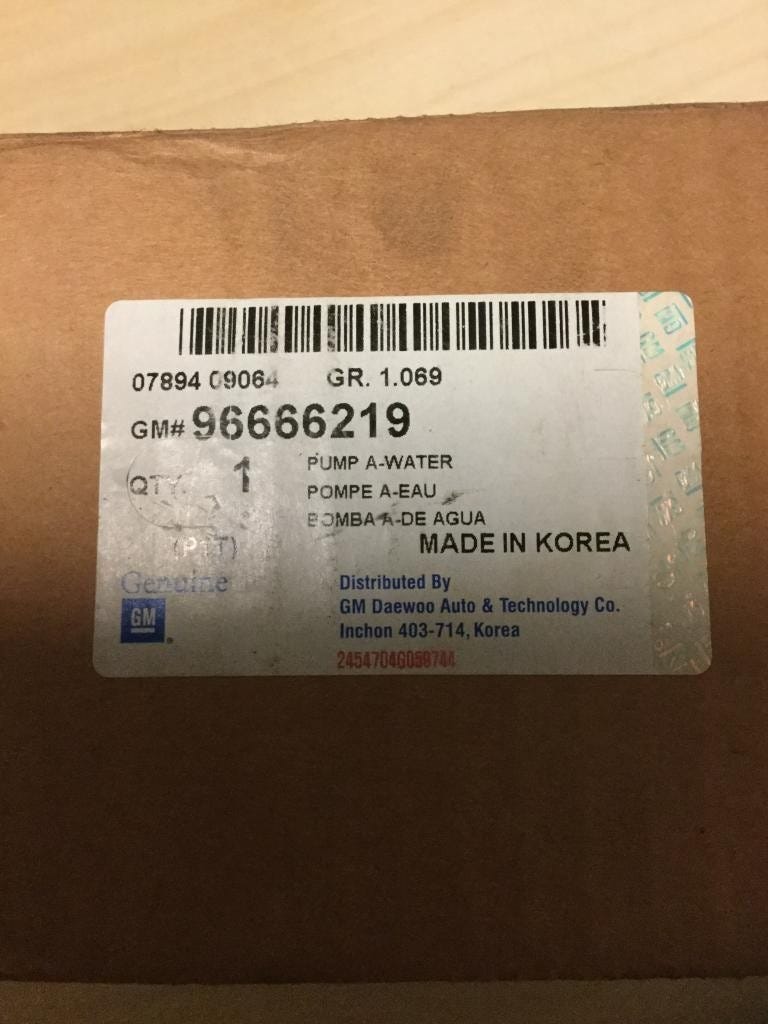 07894 09064 GR. 1.069
GM# 96666219
QTY. 1 PUMP A-WATER
POMPE A-EAU
BOMBA A-DE AGUA
(PTT) MADE IN KOREA
Genuine
GM
Distributed By
GM Daewoo Auto & Technology Co.
Inchon 403-714, Korea